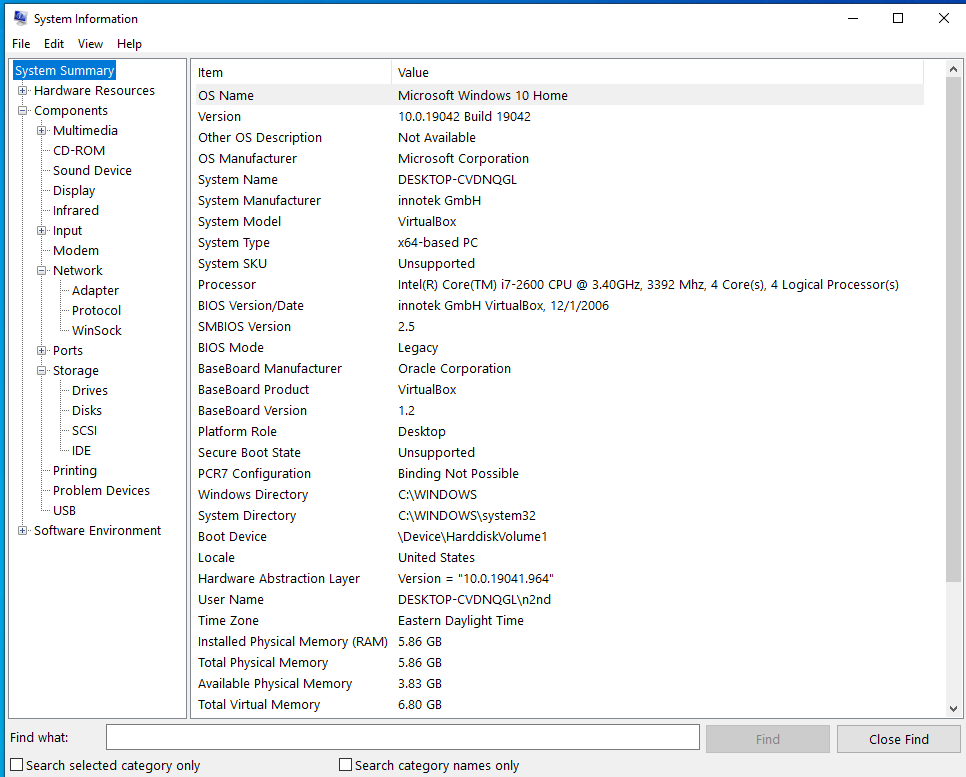 System Information
File Edit View Help
System Summary
Hardware Resources
Components
Multimedia
CD-ROM
Sound Device
Display
Infrared
Input
Modem
Network
Adapter
Protocol
WinSock
Ports
Storage
Drives
Disks
SCSI
IDE
Printing
Problem Devices
USB
Software Environment
Item Value
OS Name Microsoft Windows 10 Home
Version 10.0.19042 Build 19042
Other OS Description Not Available
OS Manufacturer Microsoft Corporation
System Name DESKTOP-CVDNQGL
System Manufacturer innotek GmbH
System Model VirtualBox
System Type x64-based PC
System SKU Unsupported
Processor Intel(R) Core(TM) i7-2600 CPU @ 3.40GHz, 3392 Mhz, 4 Core(s), 4 Logical Processor(s)
BIOS Version/Date innotek GmbH VirtualBox, 12/1/2006
SMBIOS Version 2.5
BIOS Mode Legacy
BaseBoard Manufacturer Oracle Corporation
BaseBoard Product VirtualBox
BaseBoard Version 1.2
Platform Role Desktop
Secure Boot State Unsupported
PCR7 Configuration Binding Not Possible
Windows Directory C:\WINDOWS
System Directory C:\WINDOWS\system32
Boot Device \Device\HarddiskVolume1
Locale United States
Hardware Abstraction Layer Version = "10.0.19041.964"
User Name DESKTOP-CVDNQGL\n2nd
Time Zone Eastern Daylight Time
Installed Physical Memory (RAM) 5.86 GB
Total Physical Memory 5.86 GB
Available Physical Memory 3.83 GB
Total Virtual Memory 6.80 GB
Find what: Find Close Find
Search selected category only Search category names only